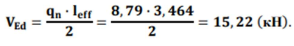 V_Ed = (q_n · l_eff) / 2 = (8,79 · 3,464) / 2 = 15,22 (кН).